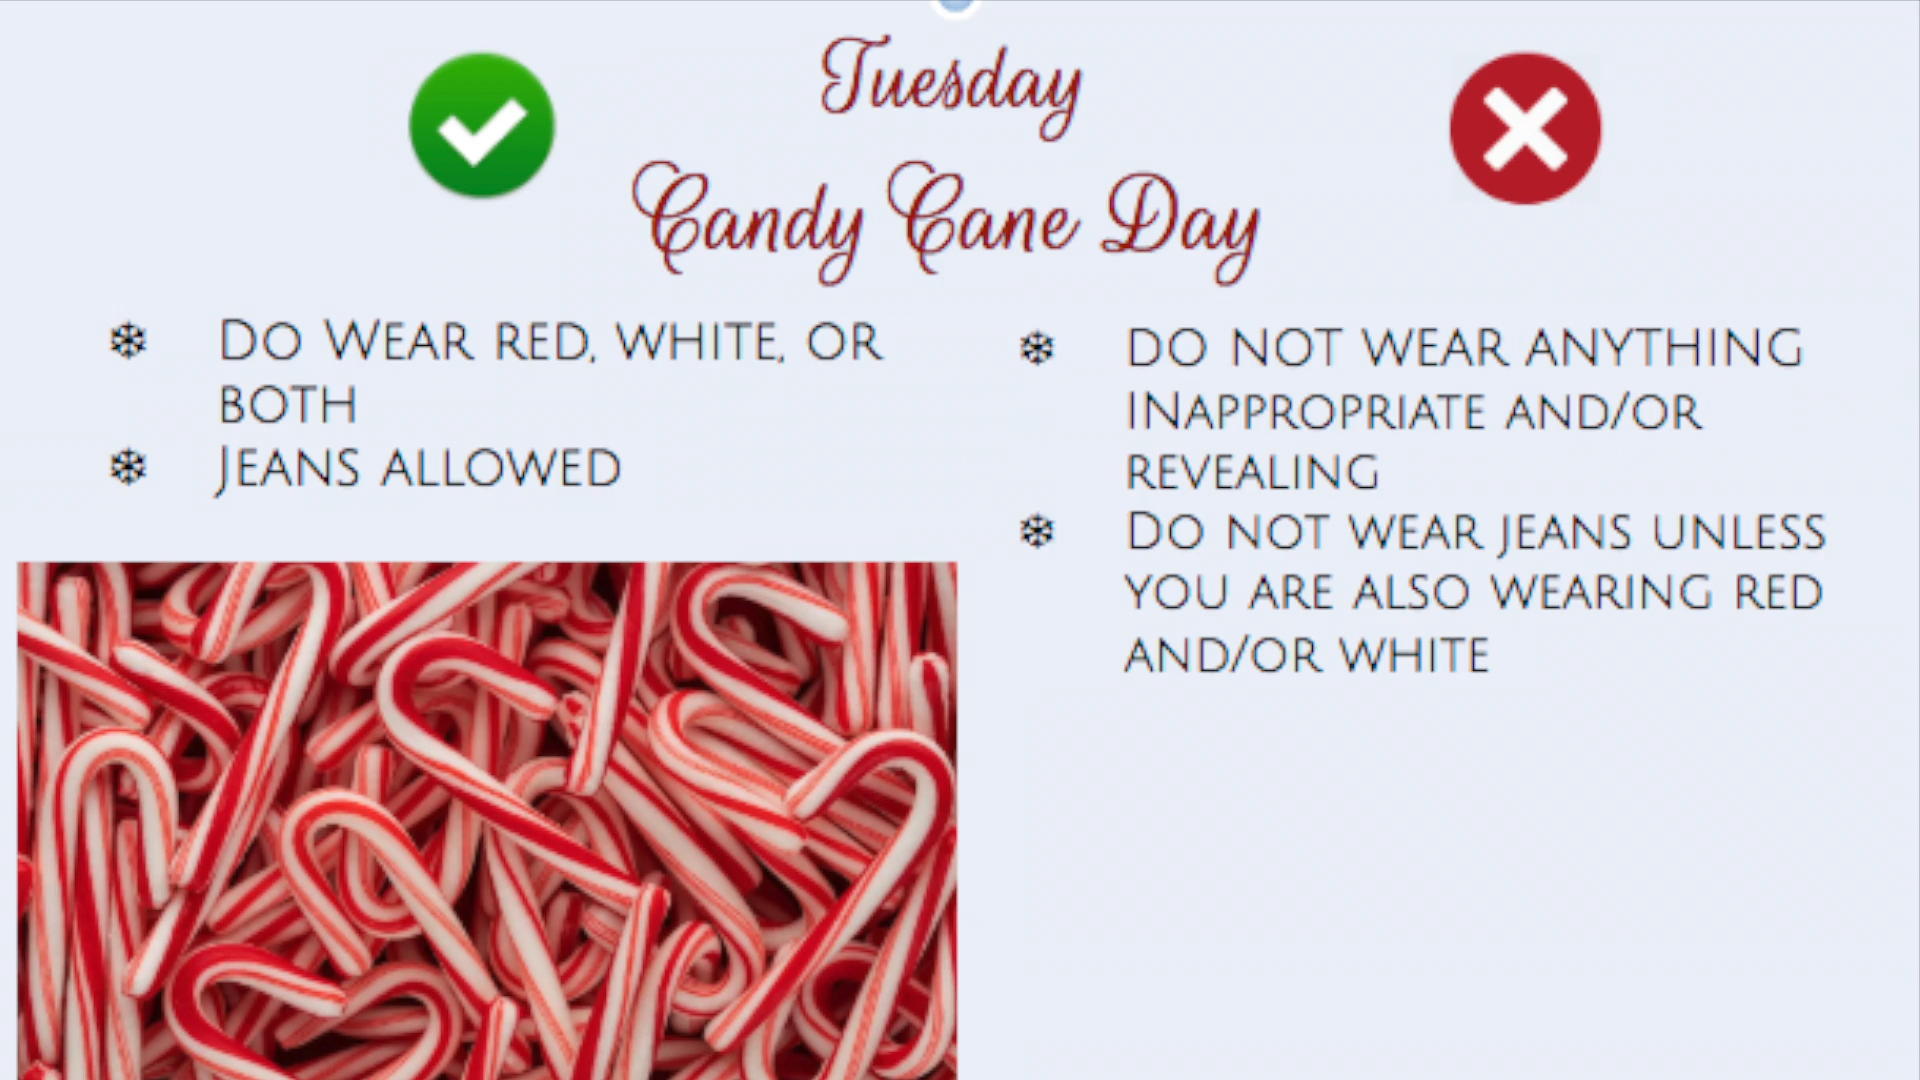 Tuesday
Candy Cane Day
❄ Do Wear red, white, or
both
❄ Jeans allowed
❄ do not wear anything
INappropriate and/or
revealing
❄ Do not wear jeans unless
you are also wearing red
and/or white